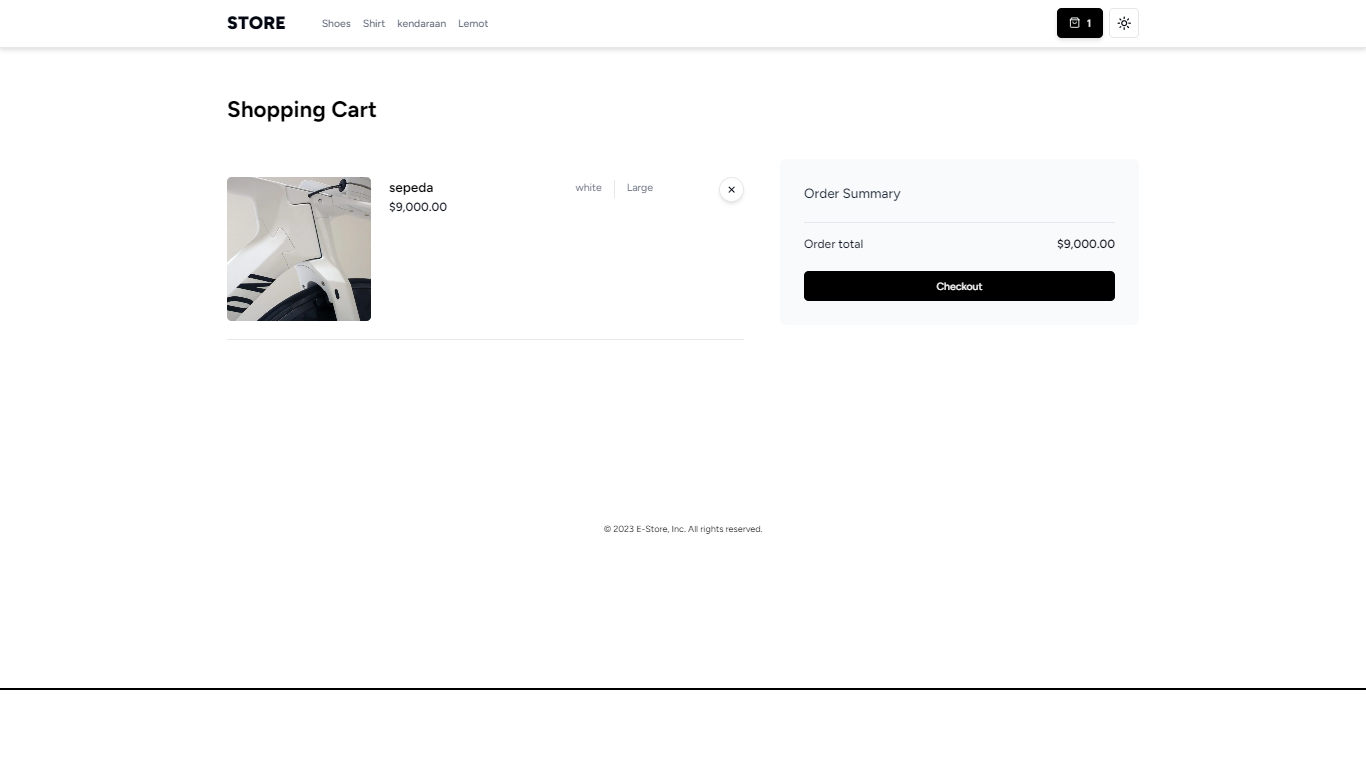 STORE Shoes Shirt kendaraan Lemot 1
Shopping Cart
sepeda white Large
$9,000.00
Order Summary
Order total $9,000.00
Checkout
© 2023 E-Store, Inc. All rights reserved.